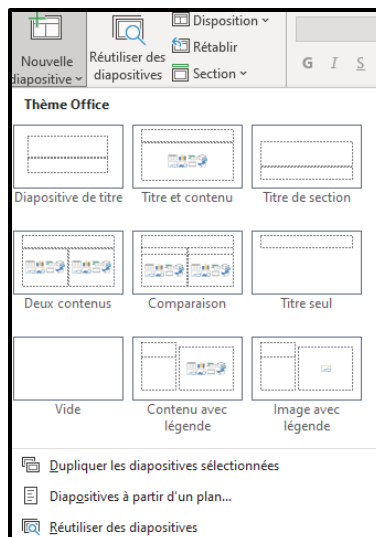 Nouvelle
diapositive
Réutiliser des
diapositives
Disposition
Rétablir
Section
G I S
Thème Office
Diapositive de titre
Titre et contenu
Titre de section
Deux contenus
Comparaison
Titre seul
Vide
Contenu avec
légende
Image avec
légende
Dupliquer les diapositives sélectionnées
Diapositives à partir d'un plan...
Réutiliser des diapositives